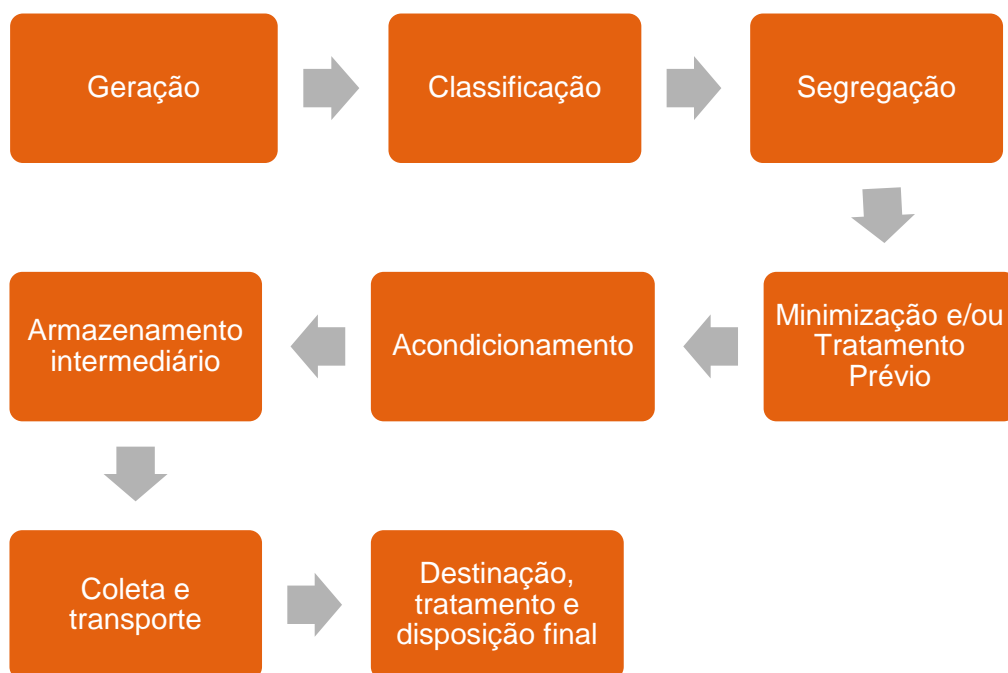 Geração
Classificação
Segregação
Minimização e/ou
Tratamento
Prévio
Acondicionamento
Armazenamento
intermediário
Coleta e
transporte
Destinação,
tratamento e
disposição final